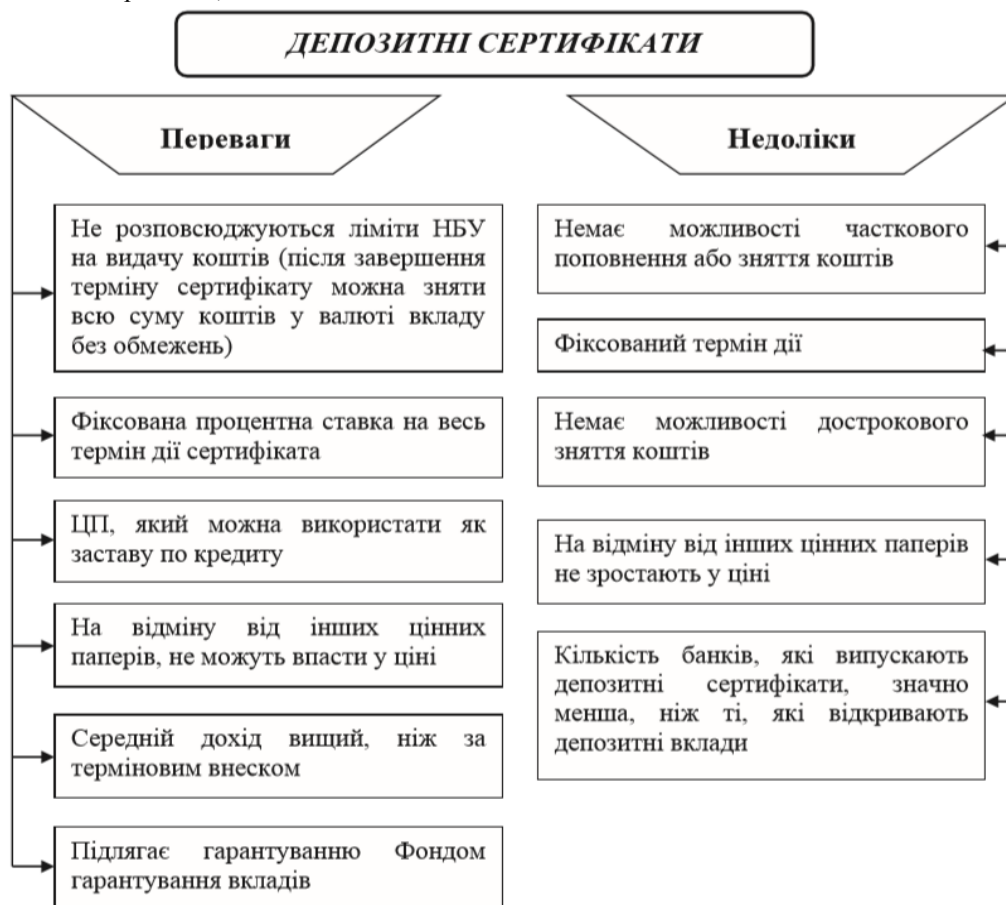 ДЕПОЗИТНІ СЕРТИФІКАТИ
Переваги
Не розповсюджуються ліміти НБУ
на видачу коштів (після завершення
терміну сертифікату можна зняти
всю суму коштів у валюті вкладу
без обмежень)
Фіксована процентна ставка на весь
термін дії сертифіката
ЦП, який можна використати як
заставу по кредиту
На відміну від інших цінних
паперів, не можуть впасти у ціні
Середній дохід вищий, ніж за
терміновим внеском
Підлягає гарантуванню Фондом
гарантування вкладів
Недоліки
Немає можливості часткового
поповнення або зняття коштів
Фіксований термін дії
Немає можливості дострокового
зняття коштів
На відміну від інших цінних паперів
не зростають у ціні
Кількість банків, які випускають
депозитні сертифікати, значно
менша, ніж ті, які відкривають
депозитні вклади